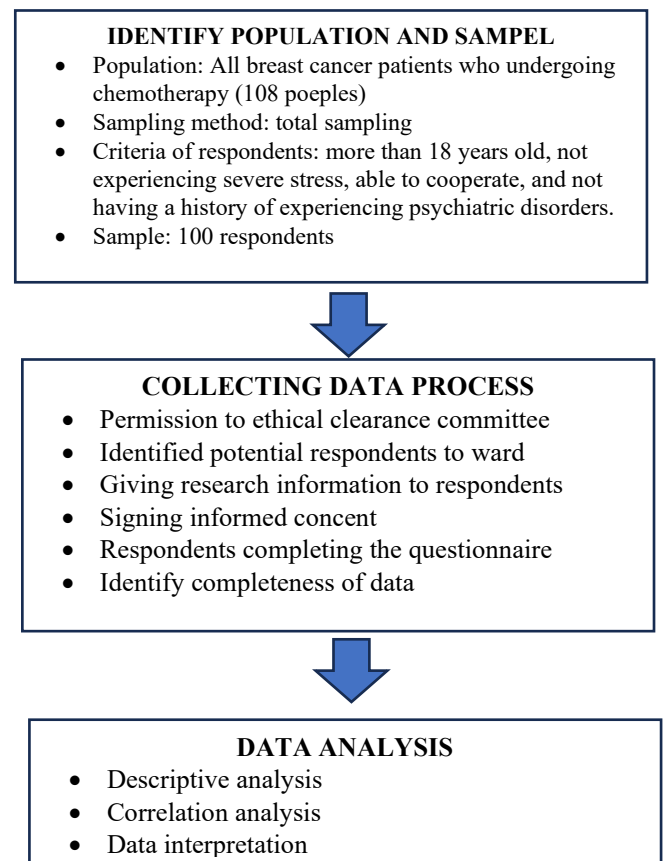 IDENTIFY POPULATION AND SAMPEL
• Population: All breast cancer patients who undergoing
chemotherapy (108 poeples)
• Sampling method: total sampling
• Criteria of respondents: more than 18 years old, not
experiencing severe stress, able to cooperate, and not
having a history of experiencing psychiatric disorders.
• Sample: 100 respondents
COLLECTING DATA PROCESS
• Permission to ethical clearance committee
• Identified potential respondents to ward
• Giving research information to respondents
• Signing informed concent
• Respondents completing the questionnaire
• Identify completeness of data
DATA ANALYSIS
• Descriptive analysis
• Correlation analysis
• Data interpretation